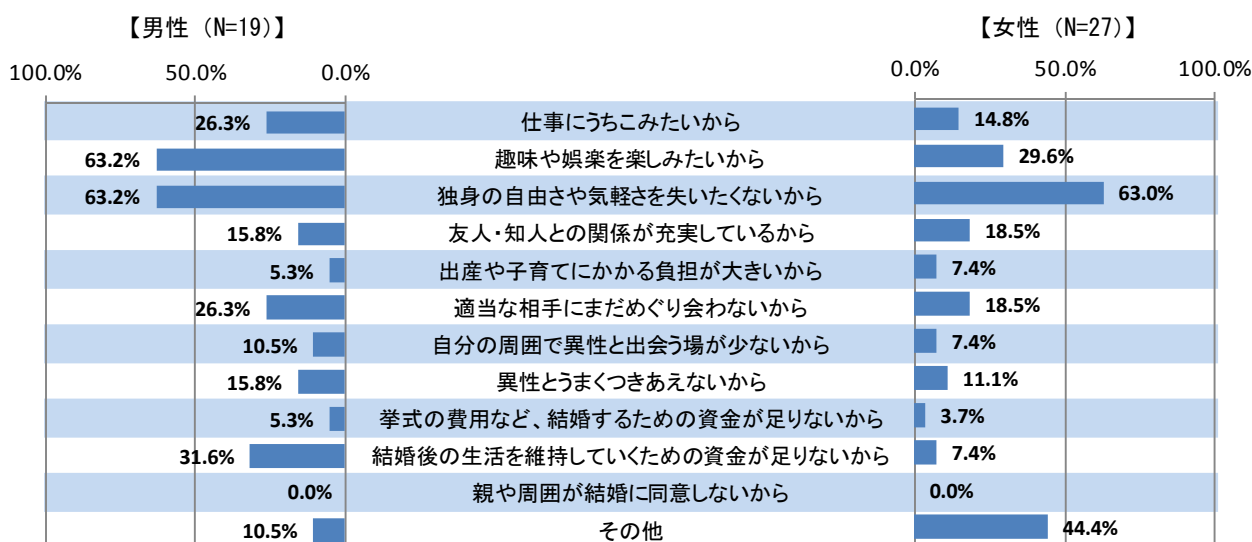 【男性 (N=19)】 【女性 (N=27)】
100.0% 50.0% 0.0% 0.0% 50.0% 100.0%
26.3% 仕事にうちこみたいから 14.8%
63.2% 趣味や娯楽を楽しみたいから 29.6%
63.2% 独身の自由さや気軽さを失いたくないから 63.0%
15.8% 友人・知人との関係が充実しているから 18.5%
5.3% 出産や子育てにかかる負担が大きいから 7.4%
26.3% 適当な相手にまだめぐり会わないから 18.5%
10.5% 自分の周囲で異性と出会う場が少ないから 7.4%
15.8% 異性とうまくつきあえないから 11.1%
5.3% 挙式の費用など、結婚するための資金が足りないから 3.7%
31.6% 結婚後の生活を維持していくための資金が足りないから 7.4%
0.0% 親や周囲が結婚に同意しないから 0.0%
10.5% その他 44.4%